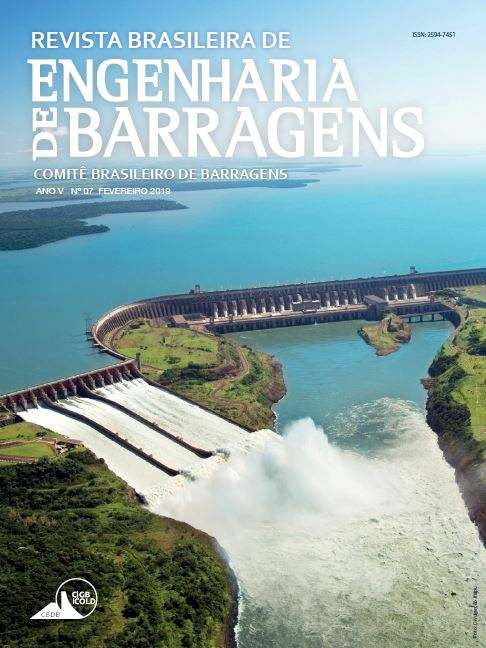 REVISTA BRASILEIRA DE
ISSN: 2594-7451
ENGENHARIA
DE BARRAGENS
COMITÊ BRASILEIRO DE BARRAGENS
ANO V Nº 07 FEVEREIRO 2019
CIGB
ICOLD
CBDB